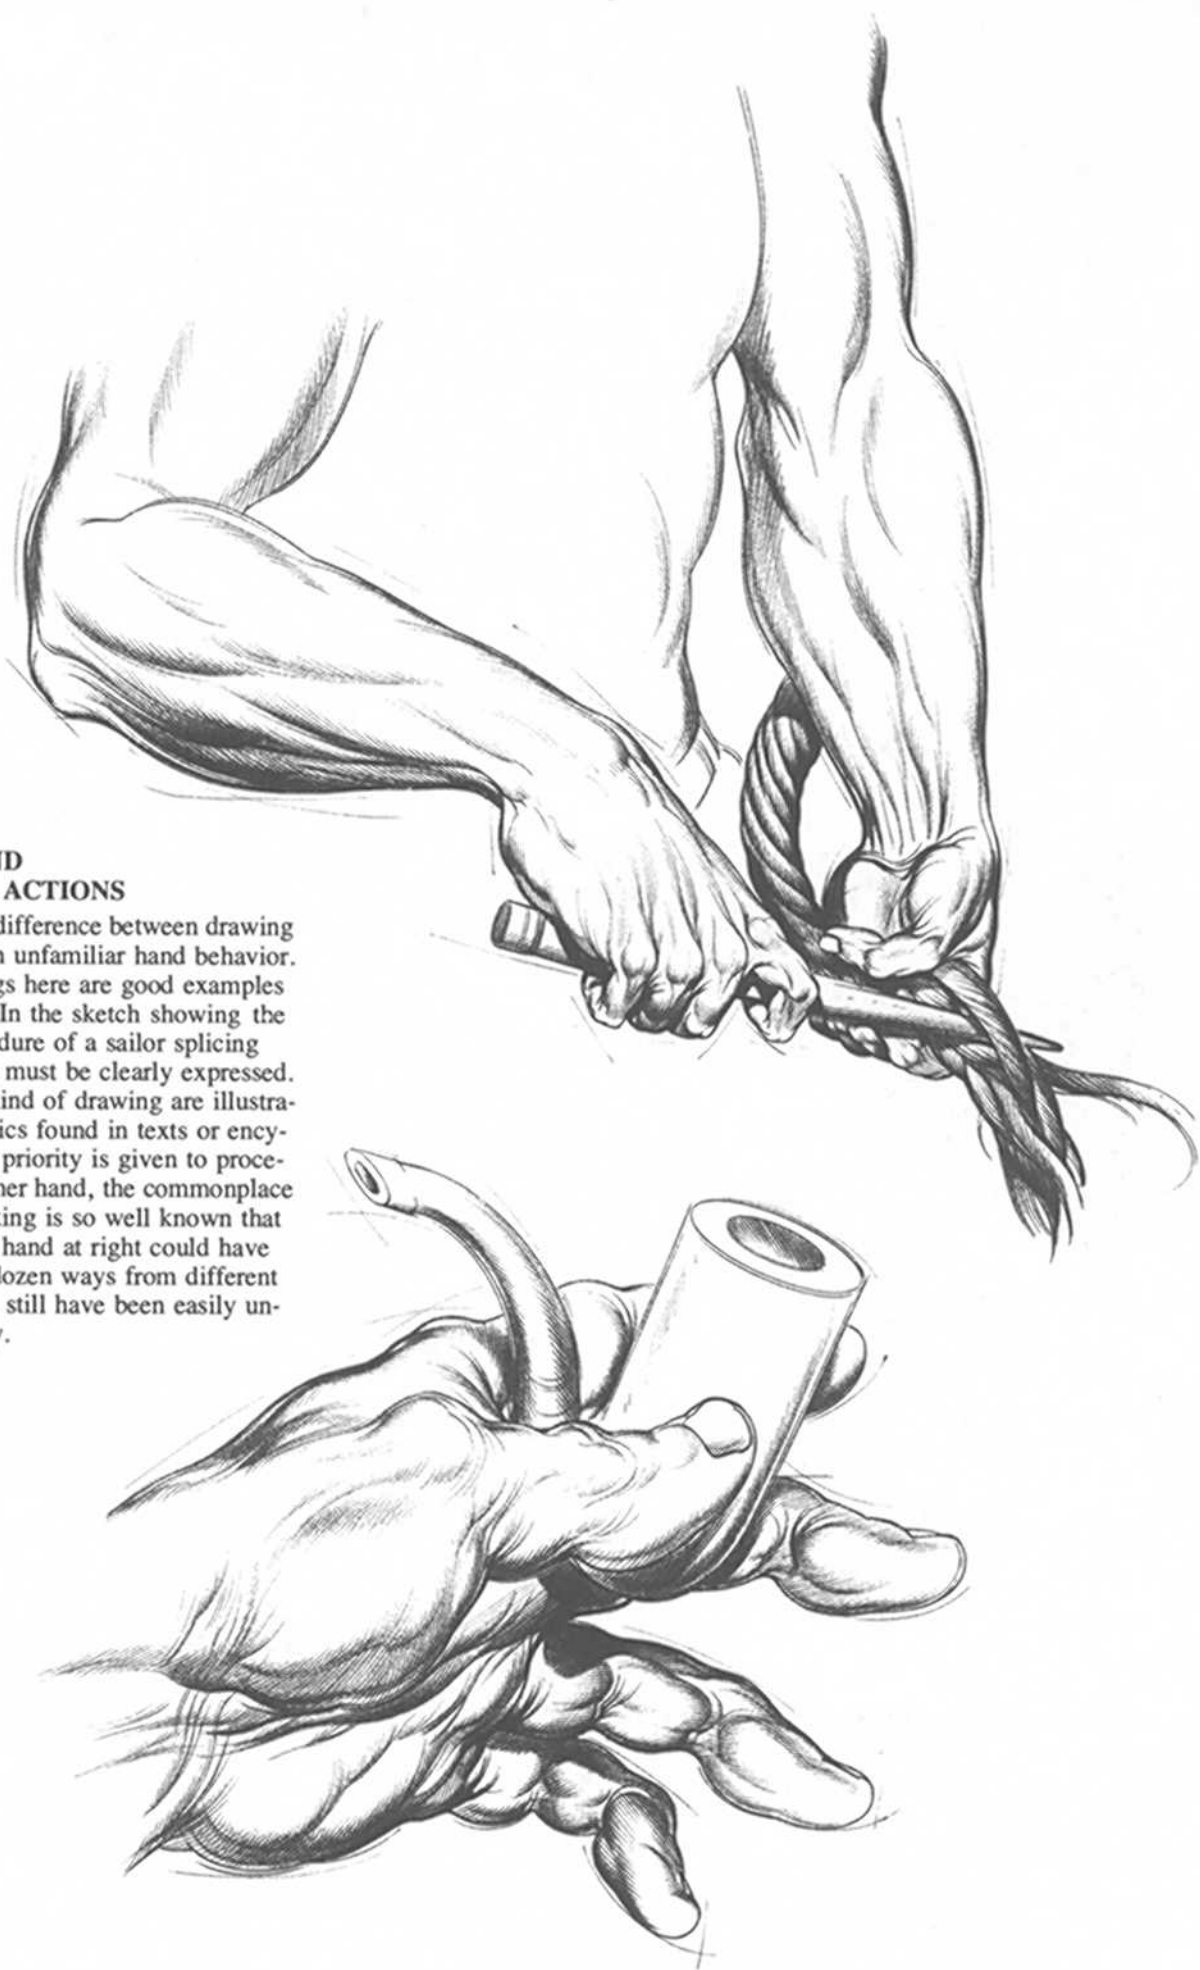 ND
ACTIONS
difference between drawing
unfamiliar hand behavior.
gs here are good examples
In the sketch showing the
dure of a sailor splicing
must be clearly expressed.
ind of drawing are illustra-
ics found in texts or ency-
priority is given to proce-
her hand, the commonplace
ing is so well known that
hand at right could have
lozen ways from different
still have been easily un-
.